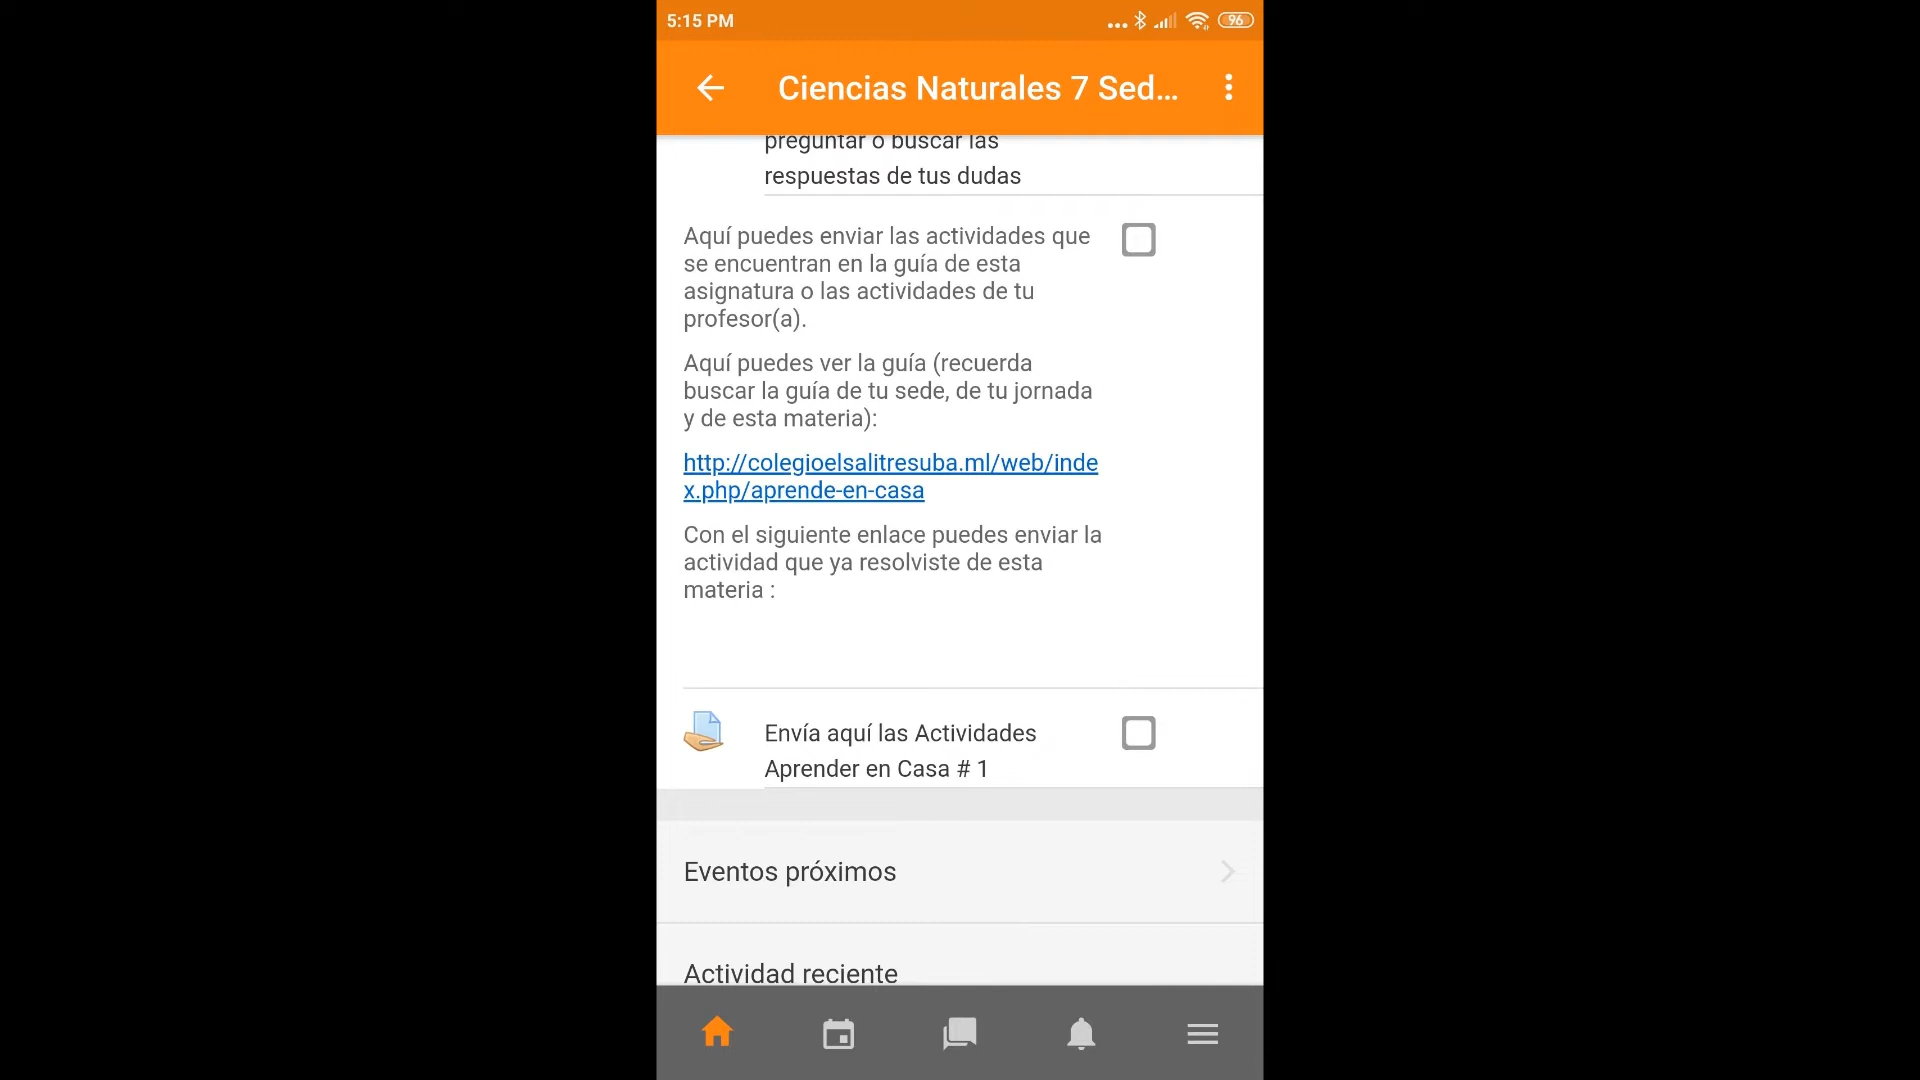 5:15 PM
96
Ciencias Naturales 7 Sed...
preguntar o buscar las
respuestas de tus dudas
Aquí puedes enviar las actividades que
se encuentran en la guía de esta
asignatura o las actividades de tu
profesor(a).
Aquí puedes ver la guía (recuerda
buscar la guía de tu sede, de tu jornada
y de esta materia):
http://colegioelsalitresuba.ml/web/inde
x.php/aprende-en-casa
Con el siguiente enlace puedes enviar la
actividad que ya resolviste de esta
materia :
Envía aquí las Actividades
Aprender en Casa # 1
Eventos próximos
Actividad reciente